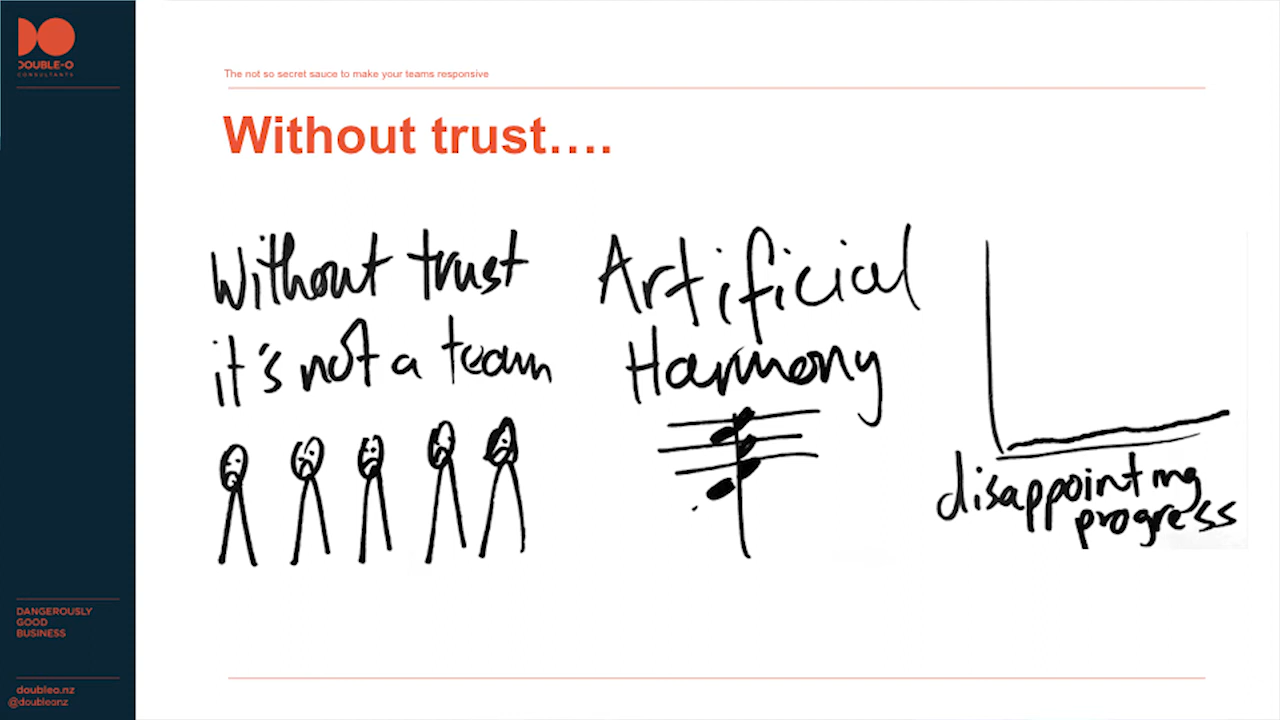 DOUBLE-O
CONSULTANTS
The not so secret sauce to make your teams responsive
Without trust....
Without trust
it's not a team
Artificial
Harmony
disappointing
progress
DANGEROUSLY
GOOD
BUSINESS
doubleo.nz
@doubleonz